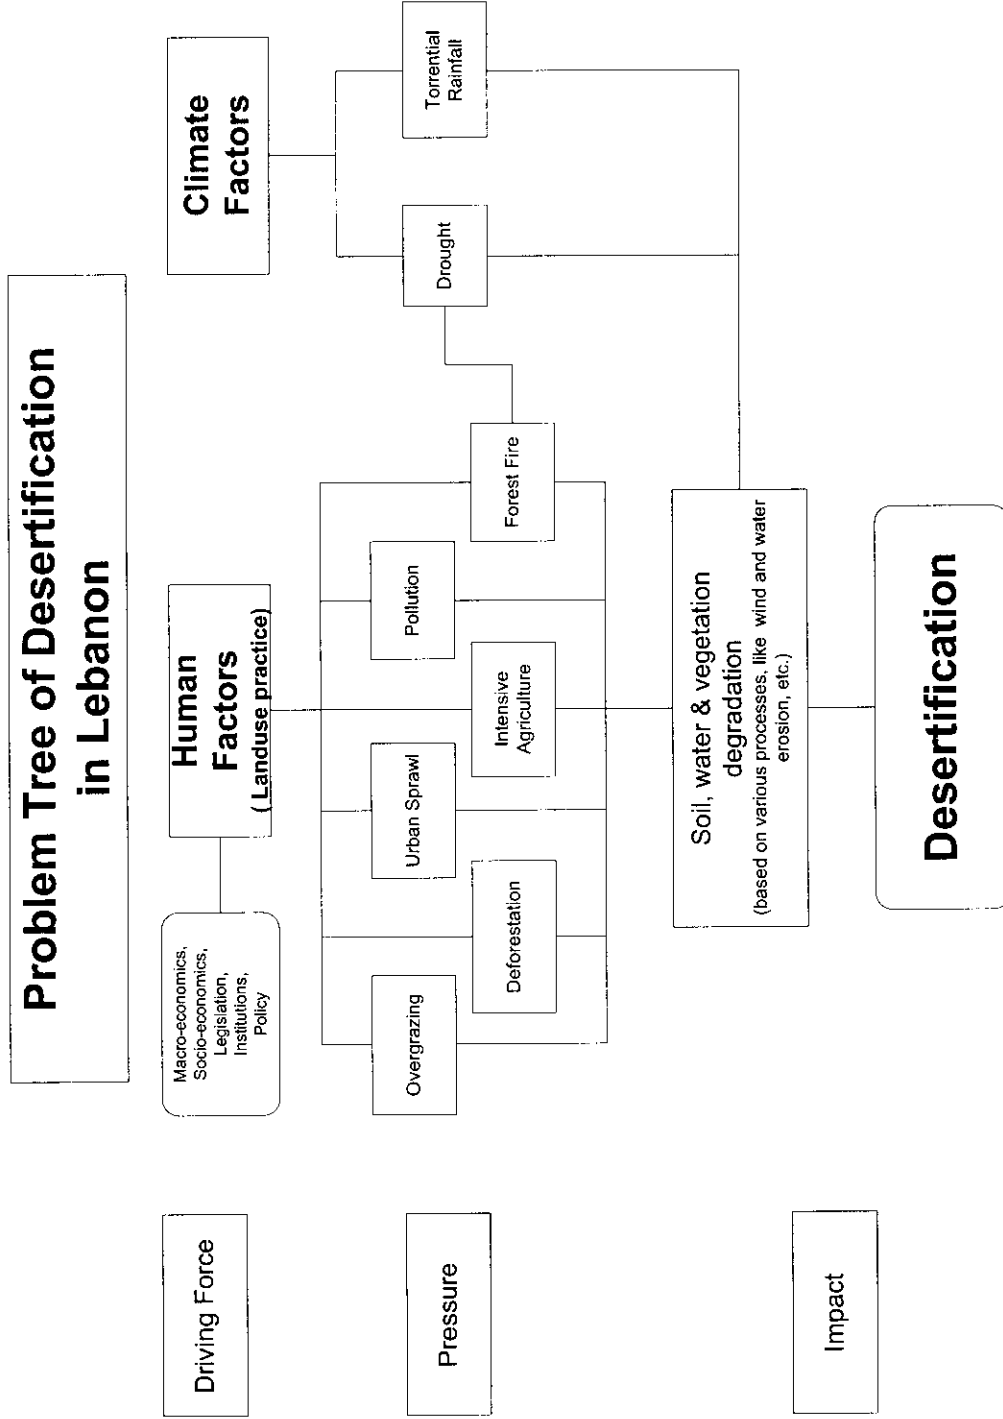 Problem Tree of Desertification
in Lebanon
Driving Force
Macro-economics,
Socio-economics,
Legislation,
Institutions,
Policy
Human
Factors
( Landuse practice)
Climate
Factors
Pressure
Overgrazing
Deforestation
Urban Sprawl
Intensive
Agriculture
Pollution
Forest Fire
Drought
Torrential
Rainfall
Impact
Soil, water & vegetation
degradation
(based on various processes, like wind and water
erosion, etc.)
Desertification